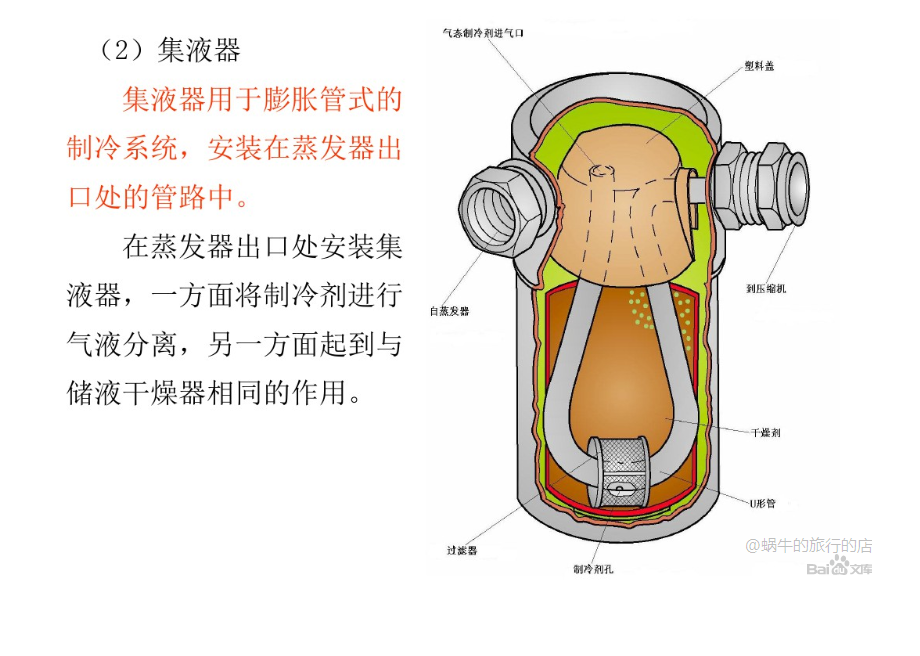 （2）集液器
集液器用于膨胀管式的
制冷系统，安装在蒸发器出
口处的管路中。
在蒸发器出口处安装集
液器，一方面将制冷剂进行
气液分离，另一方面起到与
储液干燥器相同的作用。
气态制冷剂进气口
塑料盖
到压缩机
自蒸发器
干燥剂
U形管
过滤器
制冷剂孔
@蜗牛的旅行的店
Bai du 文库